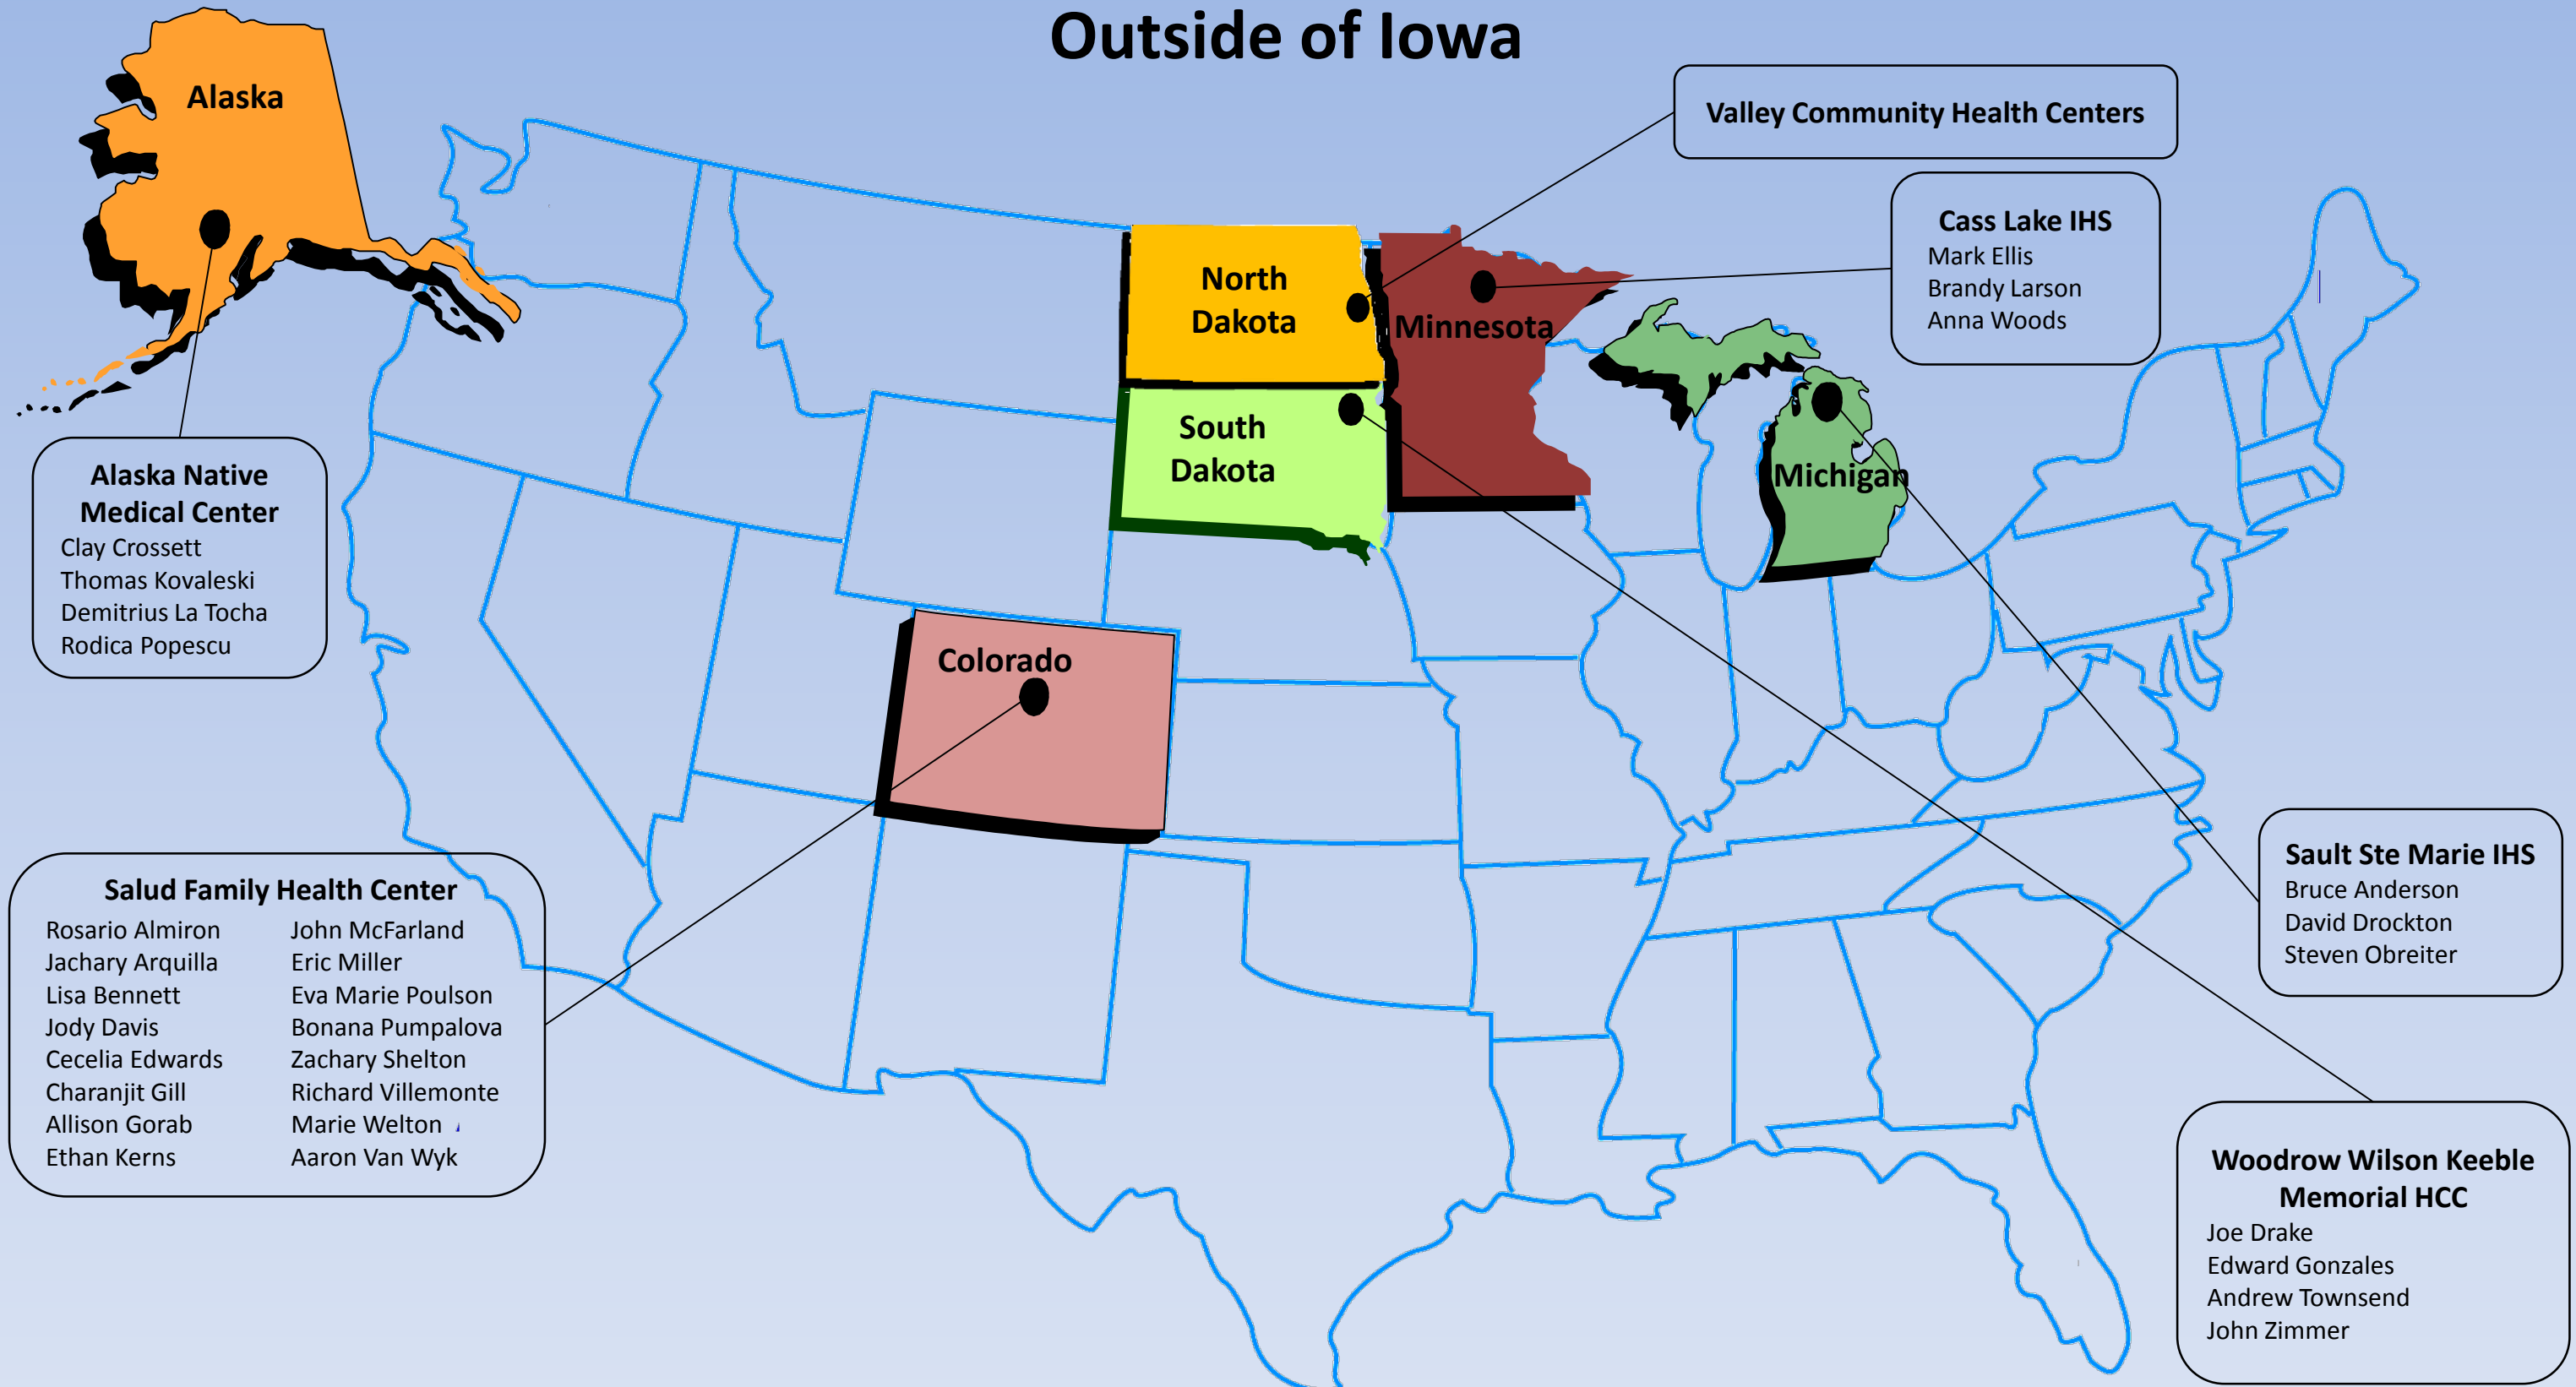 Outside of Iowa
Alaska
Valley Community Health Centers
Cass Lake IHS
Mark Ellis
Brandy Larson
Anna Woods
North
Dakota
Minnesota
South
Dakota
Michigan
Alaska Native
Medical Center
Clay Crossett
Thomas Kovaleski
Demitrius La Tocha
Rodica Popescu
Colorado
Salud Family Health Center
Rosario Almiron
Jachary Arquilla
Lisa Bennett
Jody Davis
Cecelia Edwards
Charanjit Gill
Allison Gorab
Ethan Kerns
John McFarland
Eric Miller
Eva Marie Poulson
Bonana Pumpalova
Zachary Shelton
Richard Villemonte
Marie Welton
Aaron Van Wyk
Sault Ste Marie IHS
Bruce Anderson
David Drockton
Steven Obreiter
Woodrow Wilson Keeble
Memorial HCC
Joe Drake
Edward Gonzales
Andrew Townsend
John Zimmer